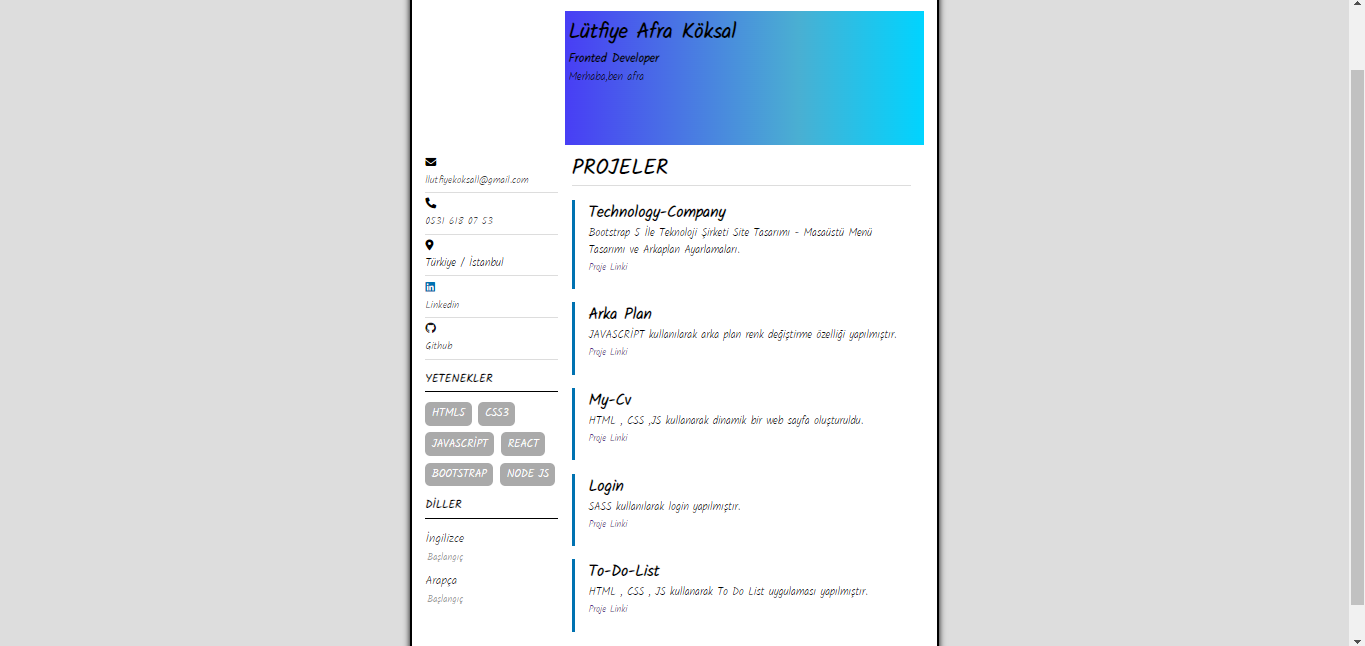 Lütfiye Afra Köksal
Fronted Developer
Merhaba,ben afra
llutfiyekoksall@gmail.com
0531 618 07 53
Türkiye / İstanbul
Linkedin
Github
YETENEKLER
HTML5 CSS3
JAVASCRİPT REACT
BOOTSTRAP NODE JS
DİLLER
İngilizce
Başlangıç
Arapça
Başlangıç
PROJELER
Technology-Company
Bootstrap 5 İle Teknoloji Şirketi Site Tasarımı - Masaüstü Menü
Tasarımı ve Arkaplan Ayarlamaları.
Proje Linki
Arka Plan
JAVASCRİPT kullanılarak arka plan renk değiştirme özelliği yapılmıştır.
Proje Linki
My-Cv
HTML , CSS ,JS kullanarak dinamik bir web sayfa oluşturuldu.
Proje Linki
Login
SASS kullanılarak login yapılmıştır.
Proje Linki
To-Do-List
HTML , CSS , JS kullanarak To Do List uygulaması yapılmıştır.
Proje Linki